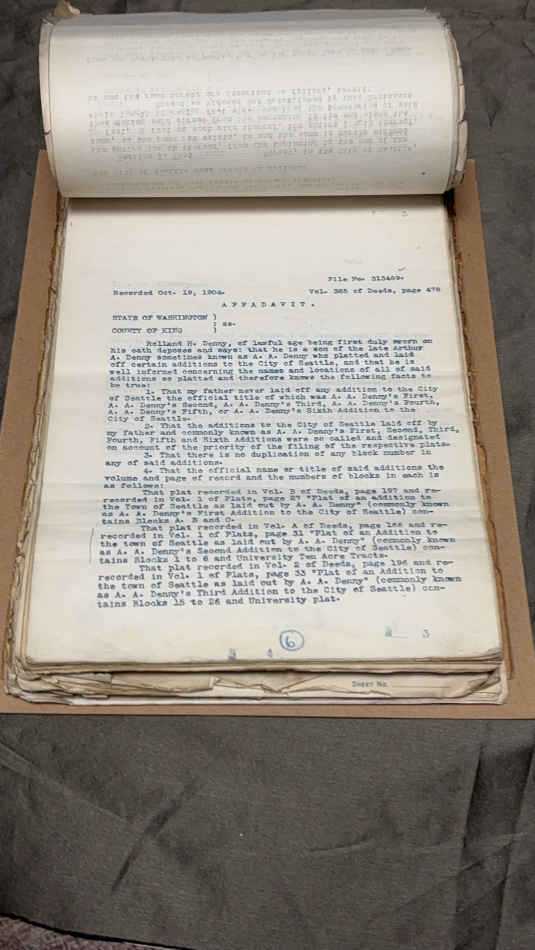 File No. 313489.
Recorded Oct. 19, 1904.
Vol. 365 of Deeds, page 478
A F F A D A V I T .
STATE OF WASHINGTON )
) ss.
COUNTY OF KING )
Rolland H. Denny, of lawful age being first duly sworn on
his oath deposes and says: that he is a son of the late Arthur
A. Denny sometimes known as A. A. Denny who platted and laid
off certain additions to the City of Seattle, and that he is
well informed concerning the names and locations of all of said
additions so platted and therefore knows the following facts to
be true:
1. That my father never laid off any addition to the City
of Seattle the official title of which was A. A. Denny's First,
A. A. Denny's Second, A. A. Denny's Third, A. A. Denny's Fourth,
A. A. Denny's Fifth, or A. A. Denny's Sixth Addition to the
City of Seattle.
2. That the additions to the City of Seattle laid off by
my father and commonly known as A. A. Denny's First, Second, Third,
Fourth, Fifth and Sixth Additions were so called and designated
on account of the priority of the filing of the respective plats.
3. That there is no duplication of any block number in
any of said additions.
4. That the official name or title of said additions the
volume and page of record and the numbers of blocks in each is
as follows:
That plat recorded in Vol. B of Deeds, page 197 and re-
recorded in Vol. 1 of Plats, page 27 "Plat of an addition to
the Town of Seattle as laid out by A. A. Denny" (commonly known
as A. A. Denny's First Addition to the City of Seattle) con-
tains Blocks A. B and C.
That plat recorded in Vol. A of Deeds, page and re-
recorded in Vol. 1 of Plats, page 31 "Plat of an Addition to
the town of Seattle as laid out by A. A. Denny" (commonly known
as A. A. Denny's Second Addition to the City of Seattle) con-
tains Blocks 1 to 6 and University Ten Acre Tracts.
That plat recorded in Vol. 2 of Deeds, page 196 and re-
recorded in Vol. 1 of Plats, page 33 "Plat of an Addition to
the town of Seattle as laid out by A. A. Denny" (commonly known
as A. A. Denny's Third Addition to the City of Seattle) con-
tains Blocks 15 to 26 and University plat.
6
3
SHEET NO.